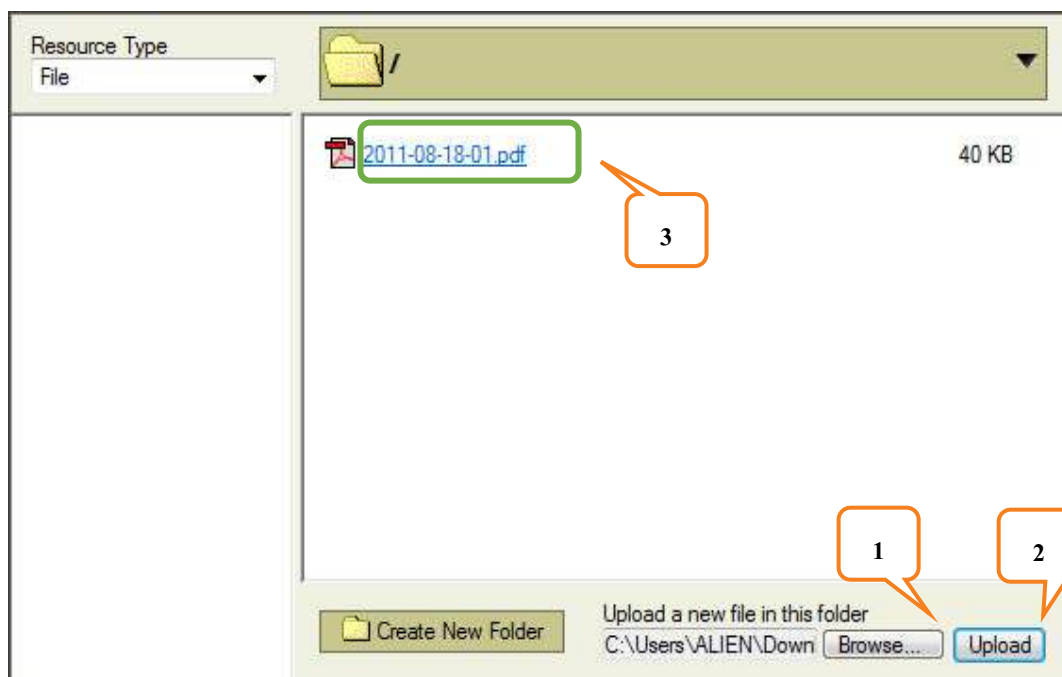 Resource Type
File
/
2011-08-18-01.pdf
40 KB
3
1
2
Create New Folder
Upload a new file in this folder
C:\Users\ALIEN\Down
Browse...
Upload